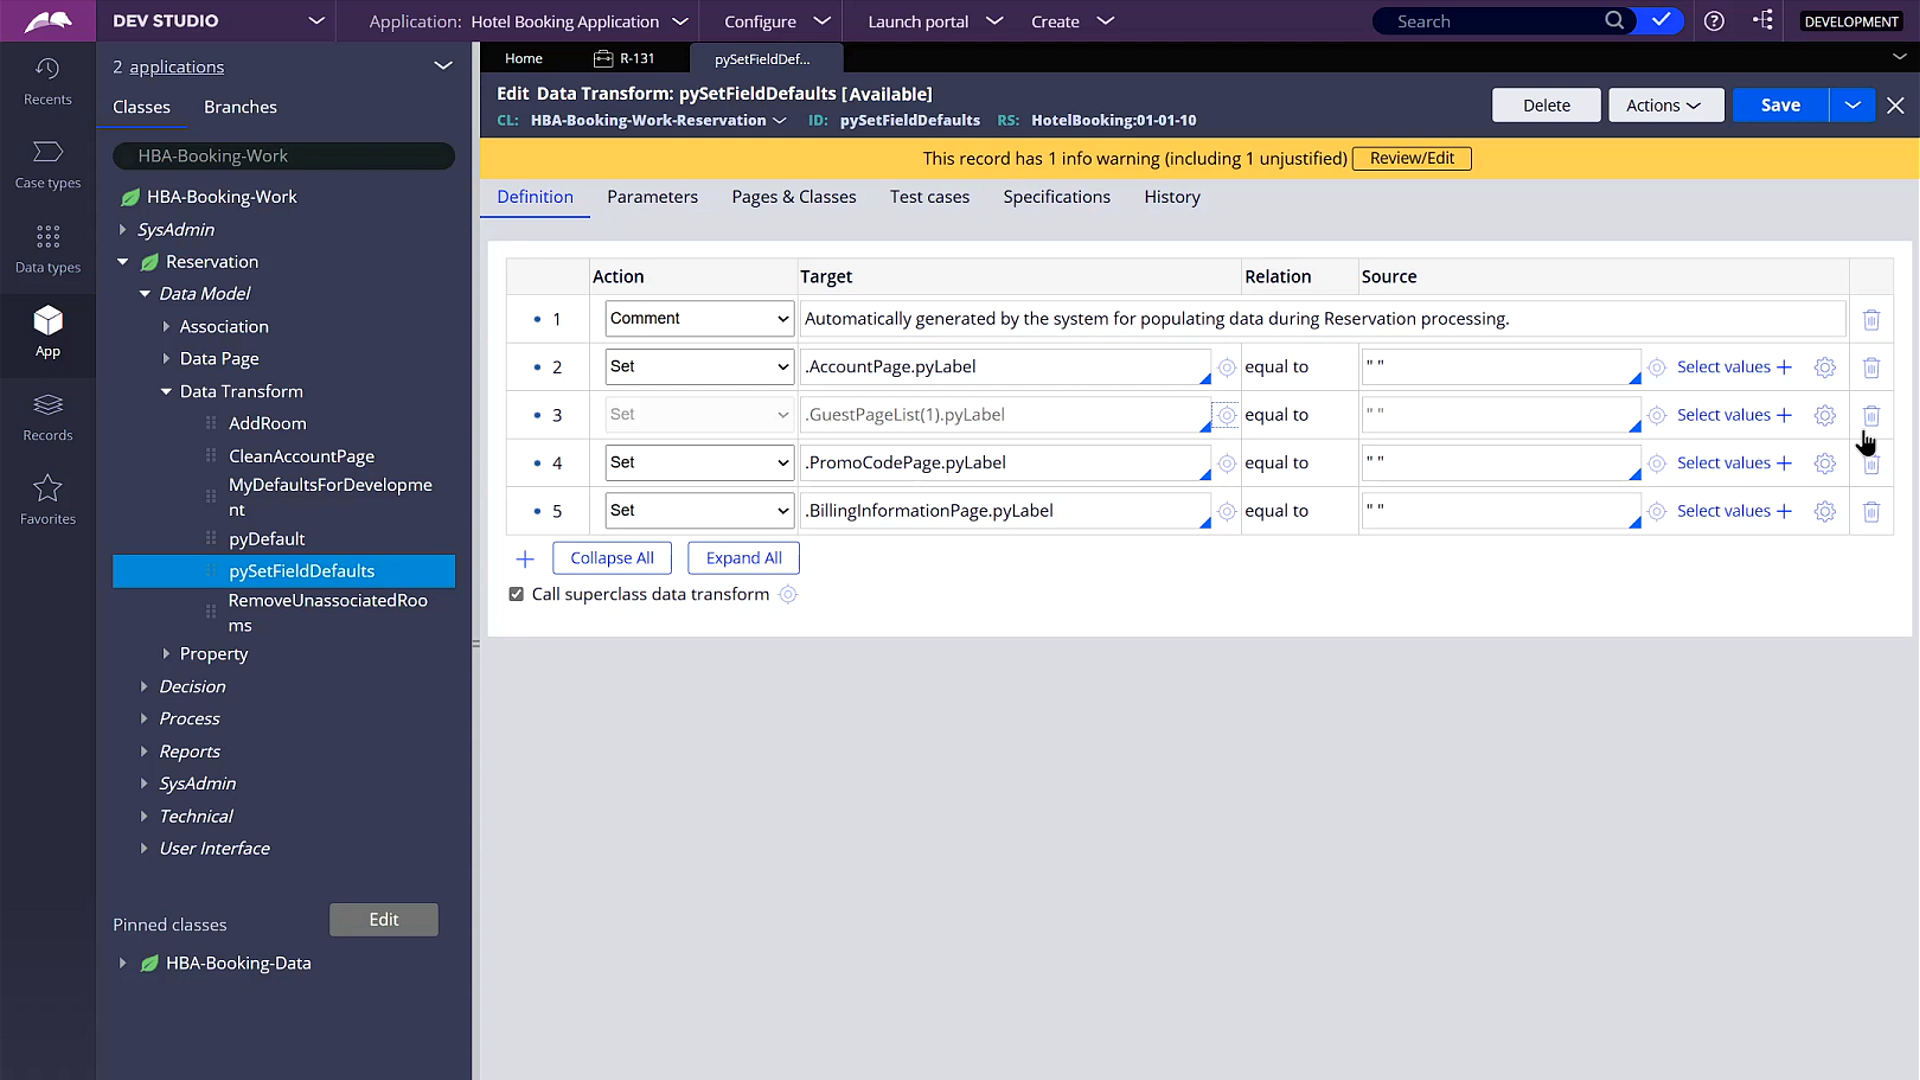 DEV STUDIO
Application: Hotel Booking Application
Configure
Launch portal
Create
Search
DEVELOPMENT
Recents
Case types
Data types
App
Records
Favorites
2 applications
Classes
Branches
HBA-Booking-Work
HBA-Booking-Work
SysAdmin
Reservation
Data Model
Association
Data Page
Data Transform
AddRoom
CleanAccountPage
MyDefaultsForDevelopme
nt
pyDefault
pySetFieldDefaults
RemoveUnassociatedRoo
ms
Property
Decision
Process
Reports
SysAdmin
Technical
User Interface
Pinned classes
Edit
HBA-Booking-Data
Home
R-131
pySetFieldDef...
Edit Data Transform: pySetFieldDefaults [Available]
CL: HBA-Booking-Work-Reservation ID: pySetFieldDefaults RS: HotelBooking:01-01-10
Delete
Actions
Save
This record has 1 info warning (including 1 unjustified) Review/Edit
Definition
Parameters
Pages & Classes
Test cases
Specifications
History
Action Target Relation Source
1 Comment Automatically generated by the system for populating data during Reservation processing.
2 Set .AccountPage.pyLabel equal to " " Select values
3 Set .GuestPageList(1).pyLabel equal to " " Select values
4 Set .PromoCodePage.pyLabel equal to " " Select values
5 Set .BillingInformationPage.pyLabel equal to " " Select values
Collapse All
Expand All
Call superclass data transform